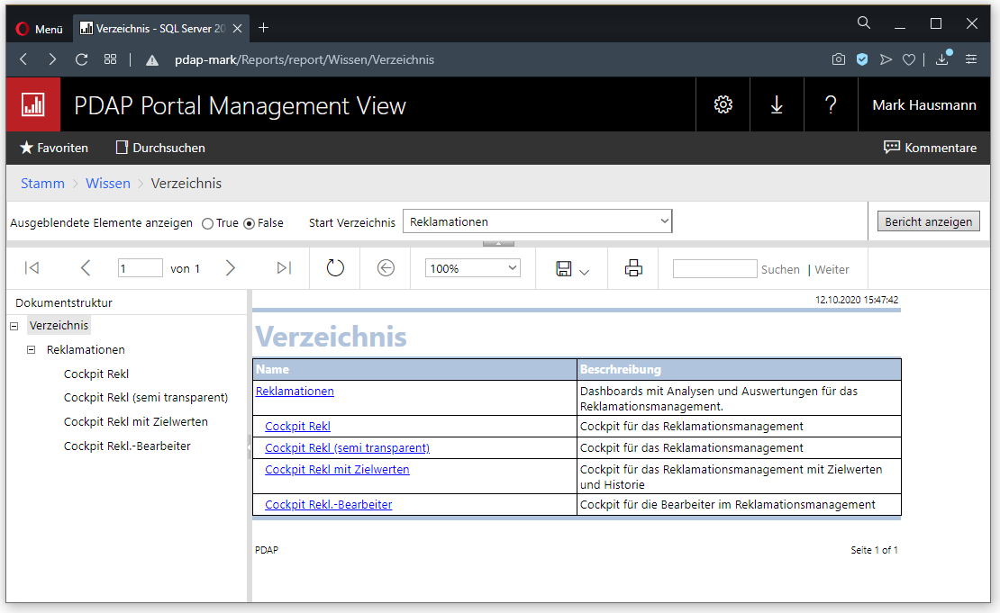 Menü
Verzeichnis - SQL Server 20
pdap-mark/Reports/report/Wissen/Verzeichnis
PDAP Portal Management View
?
Mark Hausmann
Favoriten
Durchsuchen
Kommentare
Stamm > Wissen > Verzeichnis
Ausgeblendete Elemente anzeigen True False Start Verzeichnis Reklamationen
Bericht anzeigen
1 von 1
100%
Suchen | Weiter
Dokumentstruktur
Verzeichnis
Reklamationen
Cockpit Rekl
Cockpit Rekl (semi transparent)
Cockpit Rekl mit Zielwerten
Cockpit Rekl.-Bearbeiter
12.10.2020 15:47:42
Verzeichnis
Name Bescrheibung
Reklamationen Dashboards mit Analysen und Auswertungen für das
Reklamationsmanagement.
Cockpit Rekl Cockpit für das Reklamationsmanagement
Cockpit Rekl (semi transparent) Cockpit für das Reklamationsmanagement
Cockpit Rekl mit Zielwerten Cockpit für das Reklamationsmanagement mit Zielwerten
und Historie
Cockpit Rekl.-Bearbeiter Cockpit für die Bearbeiter im Reklamationsmanagement
PDAP
Seite 1 of 1